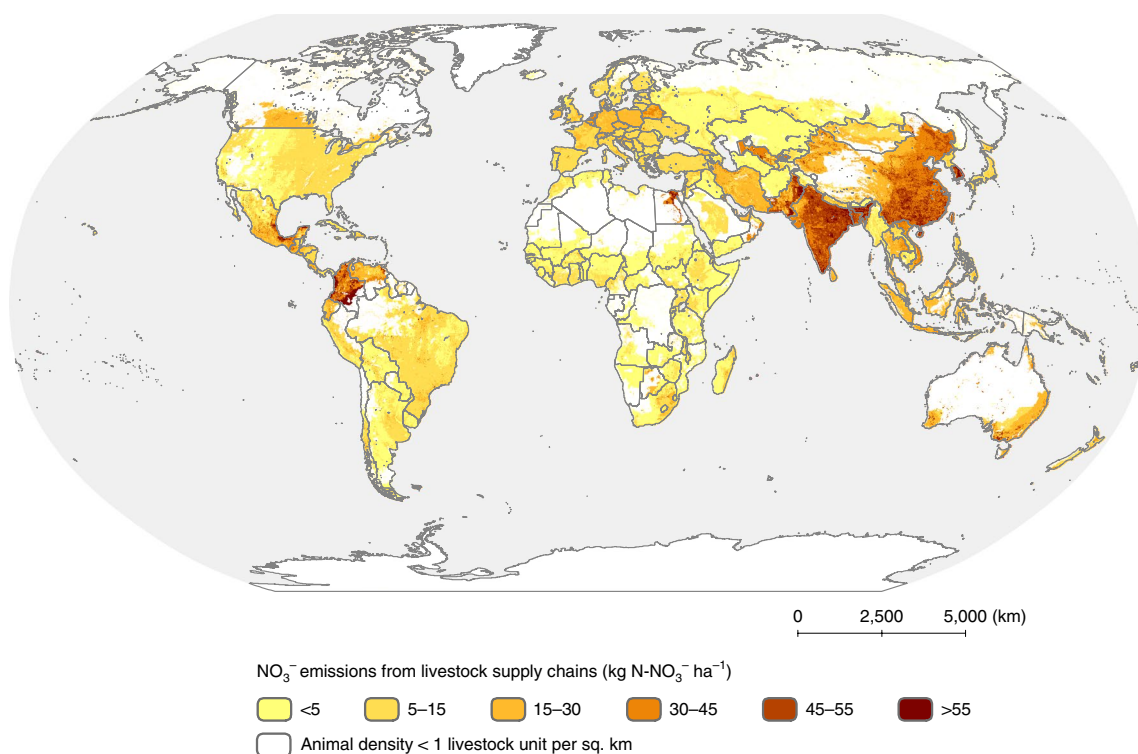 0 2,500 5,000 (km)
NO₃⁻ emissions from livestock supply chains (kg N-NO₃⁻ ha⁻¹)
<5 5–15 15–30 30–45 45–55 >55
Animal density < 1 livestock unit per sq. km